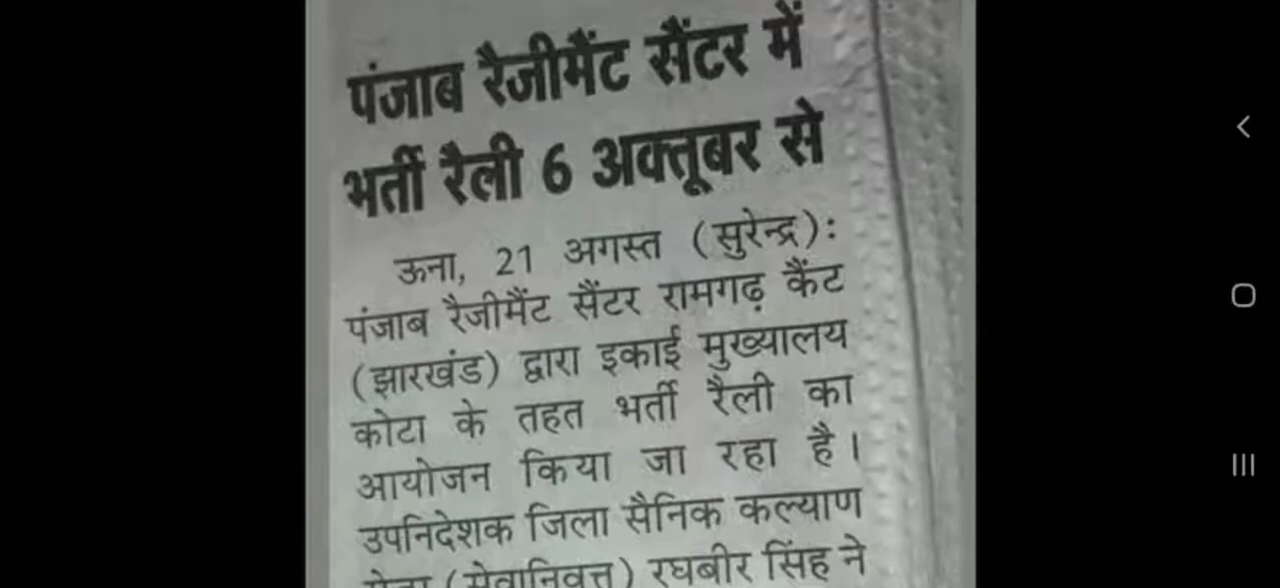 पंजाब रैजीमैंट सैंटर में
भर्ती रैली 6 अक्तूबर से
ऊना, 21 अगस्त (सुरेन्द्र):
पंजाब रैजीमैंट सैंटर रामगढ़ कैंट
(झारखंड) द्वारा इकाई मुख्यालय
कोटा के तहत भर्ती रैली का
आयोजन किया जा रहा है।
उपनिदेशक जिला सैनिक कल्याण
(सेवानिवृत्त) रघबीर सिंह ने